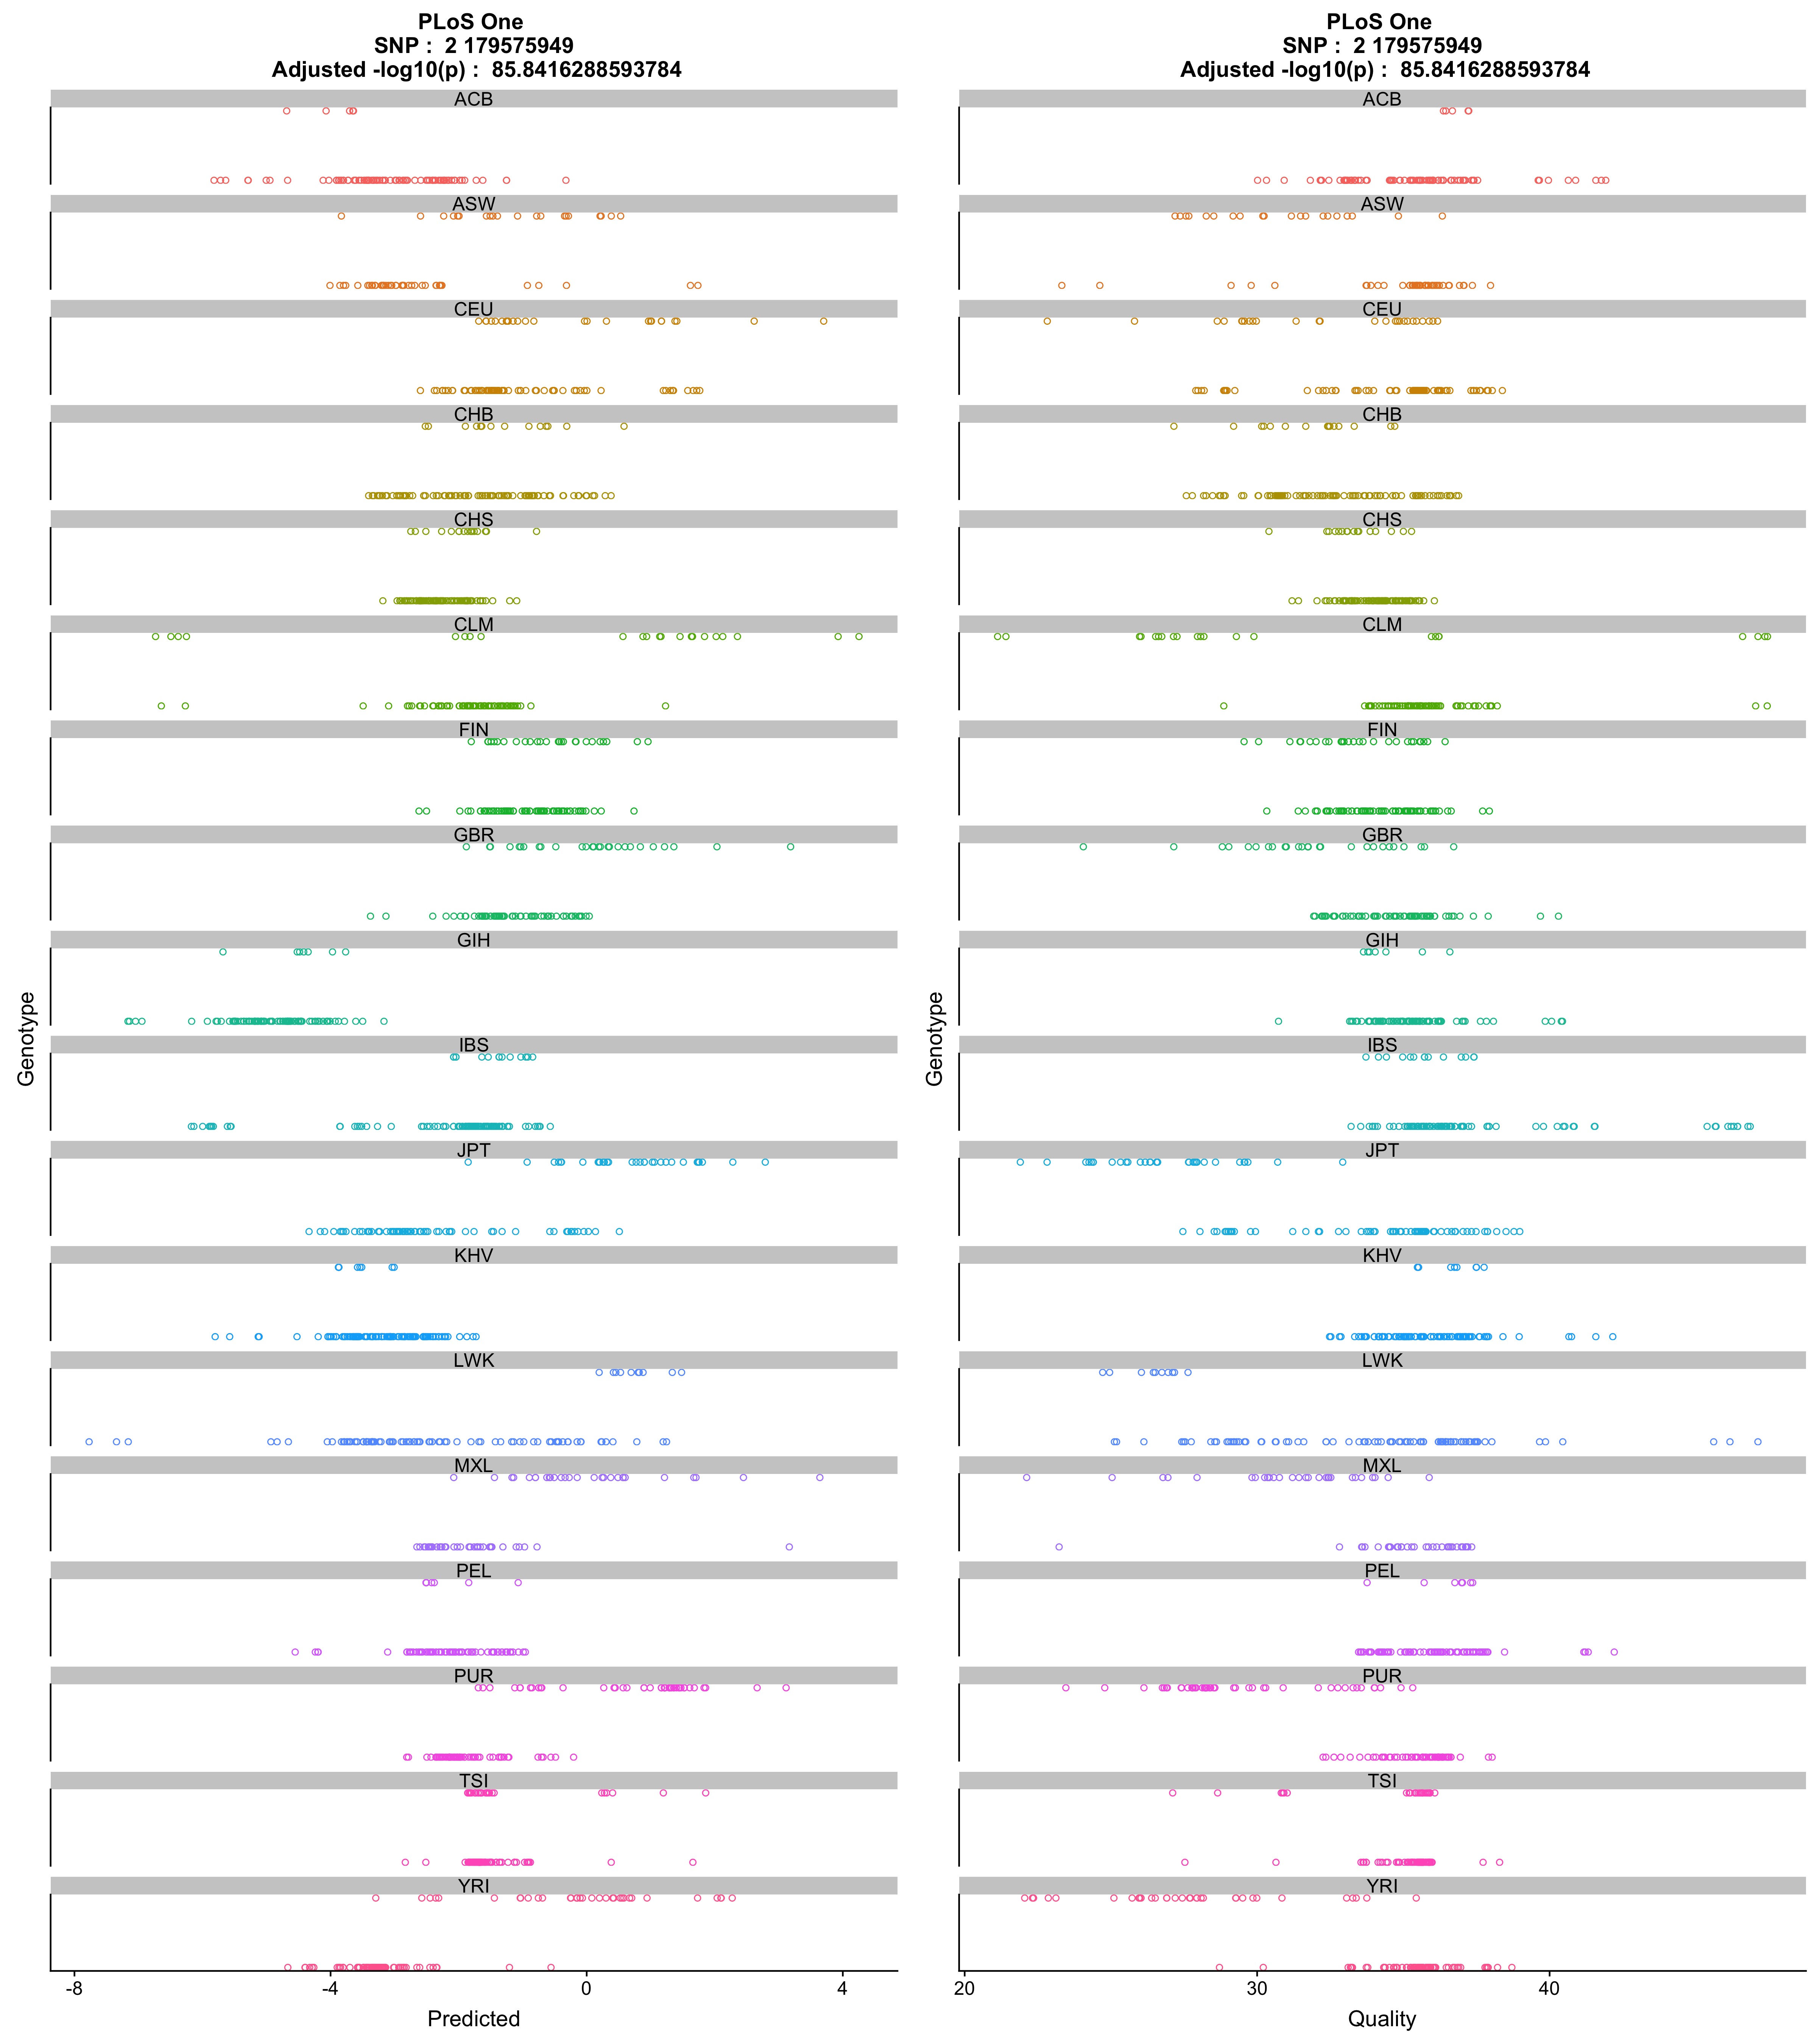 PLoS One
SNP : 2 179575949
Adjusted -log10(p) : 85.8416288593784
ACB
ASW
CEU
CHB
CHS
CLM
FIN
GBR
GIH
IBS
JPT
KHV
LWK
MXL
PEL
PUR
TSI
YRI
Genotype
-8 -4 0 4
Predicted
PLoS One
SNP : 2 179575949
Adjusted -log10(p) : 85.8416288593784
ACB
ASW
CEU
CHB
CHS
CLM
FIN
GBR
GIH
IBS
JPT
KHV
LWK
MXL
PEL
PUR
TSI
YRI
Genotype
20 30 40
Quality